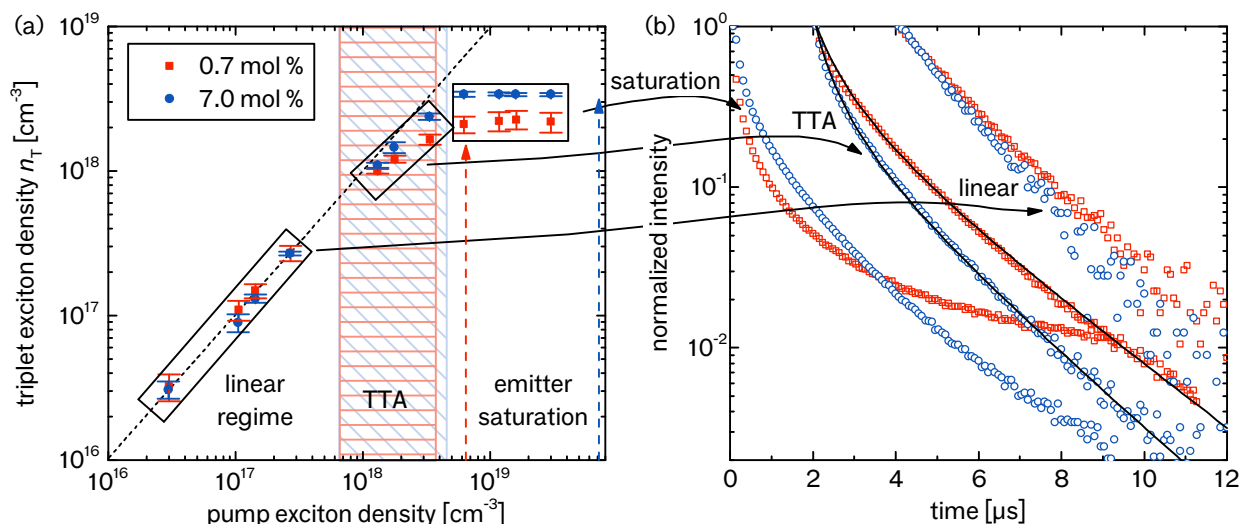 (a)
triplet exciton density nT [cm-3]
10^19
10^18
10^17
10^16
0.7 mol %
7.0 mol %
linear
regime
TTA
emitter
saturation
10^16
10^17
10^18
10^19
pump exciton density [cm-3]
(b)
normalized intensity
10^0
10^-1
10^-2
saturation
TTA
linear
0
2
4
6
8
10
12
time [µs]